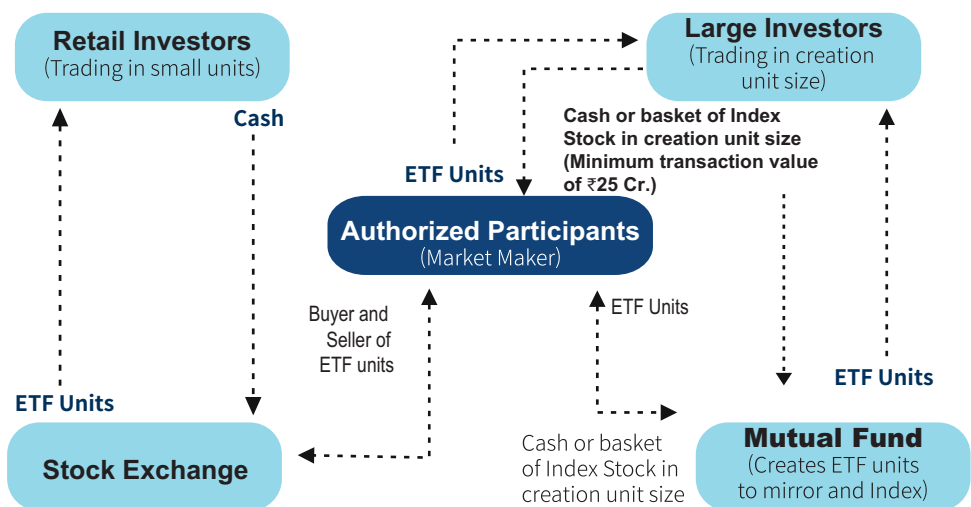 Retail Investors
(Trading in small units)
Large Investors
(Trading in creation
unit size)
Cash
Cash or basket of Index
Stock in creation unit size
(Minimum transaction value
of ₹25 Cr.)
ETF Units
Authorized Participants
(Market Maker)
Buyer and
Seller of
ETF units
ETF Units
ETF Units
ETF Units
Stock Exchange
Cash or basket
of Index Stock in
creation unit size
Mutual Fund
(Creates ETF units
to mirror and Index)